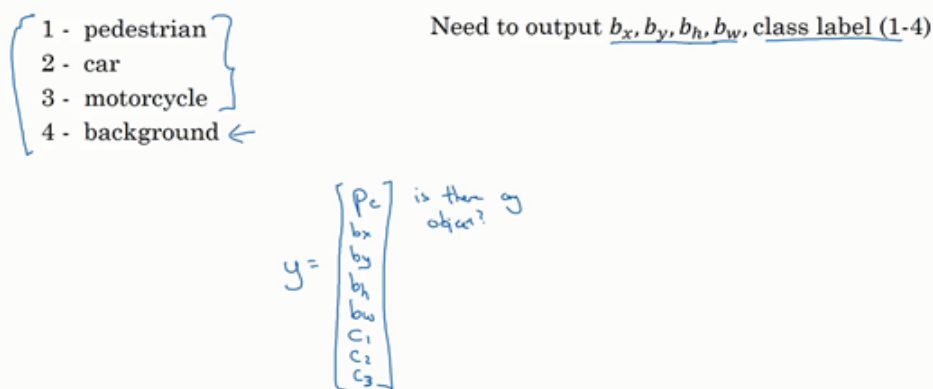 1 - pedestrian
2 - car
3 - motorcycle
4 - background
Need to output bx, by, bh, bw, class label (1-4)
y =
Pc
bx
by
bh
bw
C1
C2
C3
is there any
object?